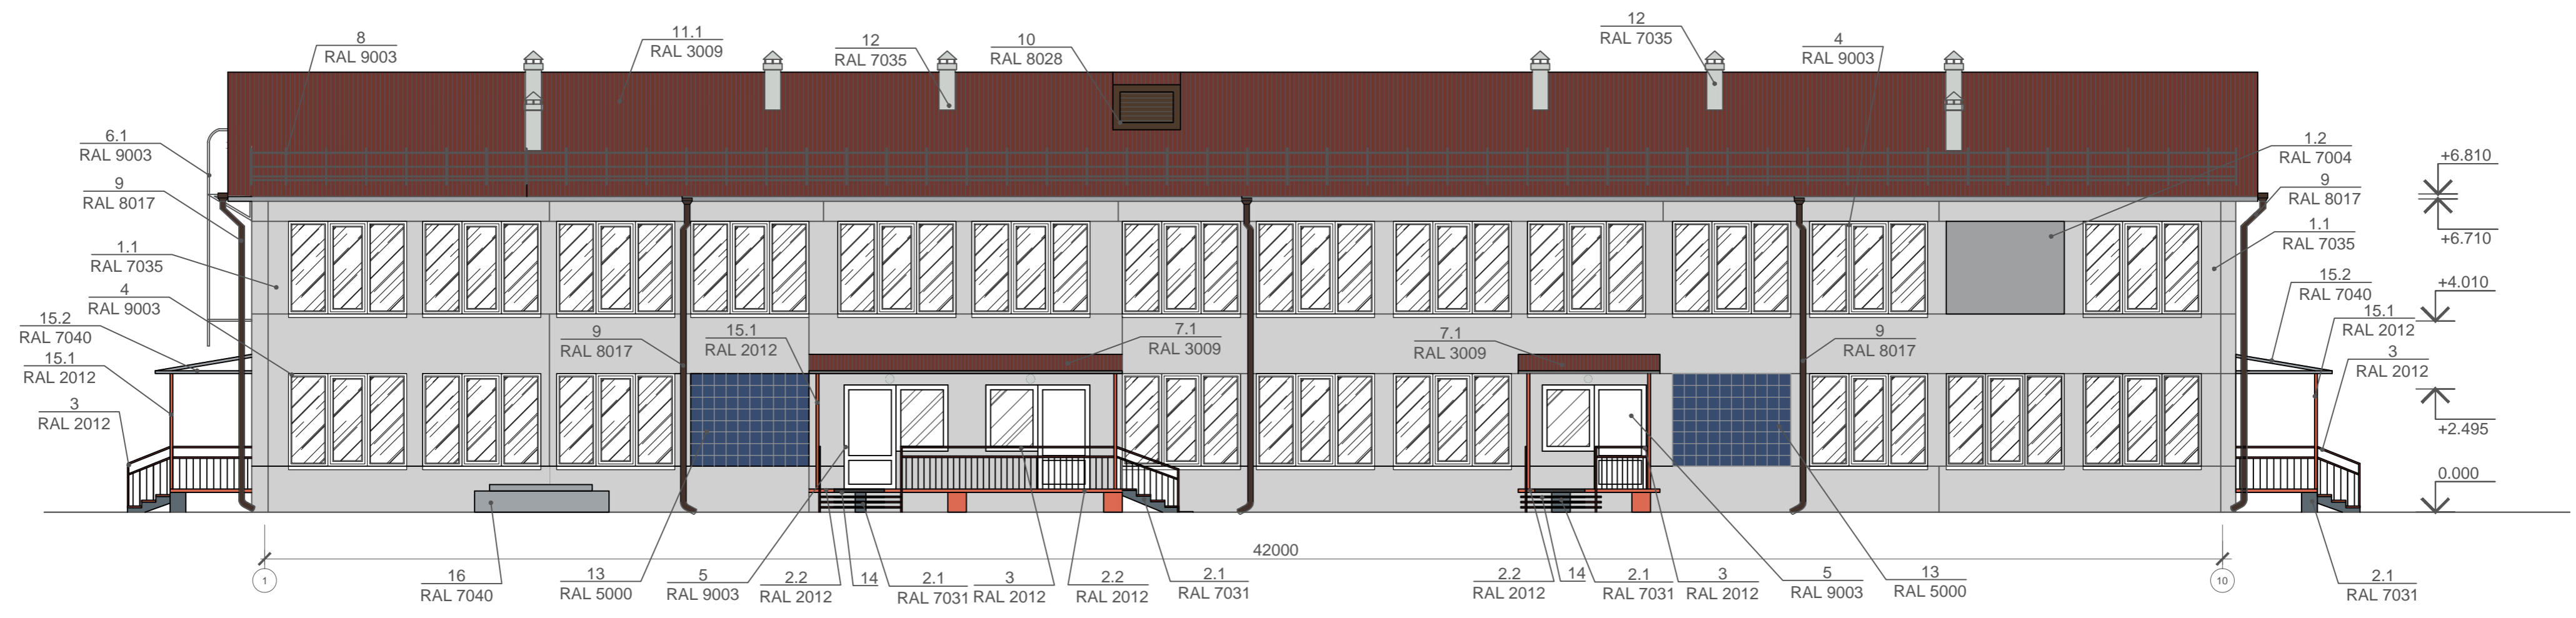 8
RAL 9003
11.1
RAL 3009
12
RAL 7035
10
RAL 8028
12
RAL 7035
4
RAL 9003
6.1
RAL 9003
9
RAL 8017
1.1
RAL 7035
4
RAL 9003
15.2
RAL 7040
15.1
RAL 2012
3
RAL 2012
9
RAL 8017
15.1
RAL 2012
7.1
RAL 3009
7.1
RAL 3009
9
RAL 8017
1.2
RAL 7004
9
RAL 8017
1.1
RAL 7035
15.2
RAL 7040
15.1
RAL 2012
3
RAL 2012
+6.810
+6.710
+4.010
+2.495
0.000
42000
1
10
16
RAL 7040
13
RAL 5000
5
RAL 9003
2.2
RAL 2012
14
2.1
RAL 7031
3
RAL 2012
2.2
RAL 2012
2.1
RAL 7031
2.2
RAL 2012
14
2.1
RAL 7031
3
RAL 2012
5
RAL 9003
13
RAL 5000
2.1
RAL 7031